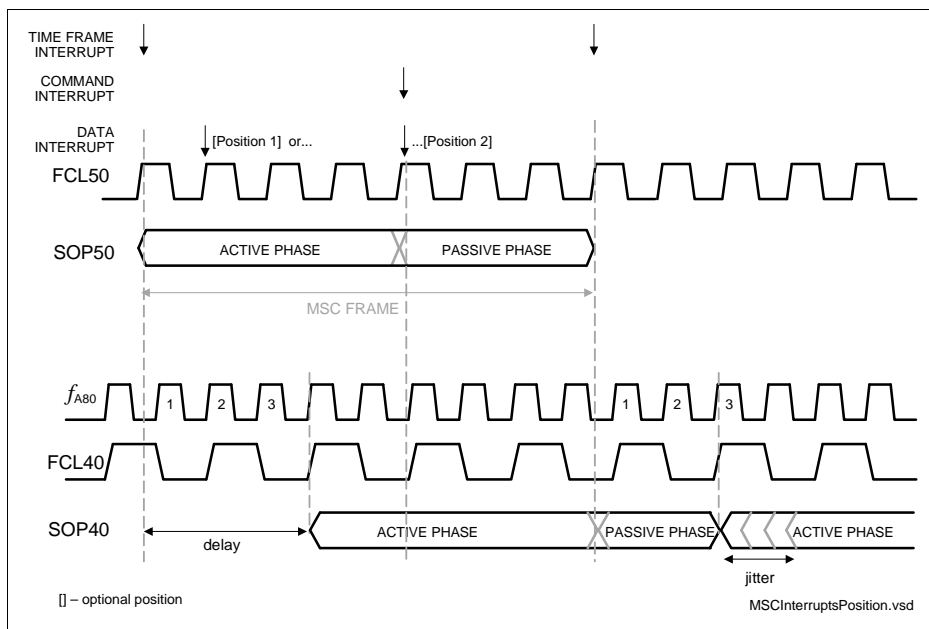 TIME FRAME
INTERRUPT
COMMAND
INTERRUPT
DATA
INTERRUPT
[Position 1] or...
...[Position 2]
FCL50
SOP50
ACTIVE PHASE
PASSIVE PHASE
MSC FRAME
fA80
1
2
3
1
2
3
FCL40
SOP40
ACTIVE PHASE
PASSIVE PHASE
ACTIVE PHASE
delay
jitter
[] – optional position
MSCInterruptsPosition.vsd